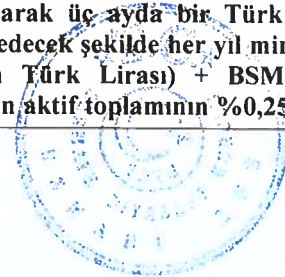 arak üç ayda bir Türk
edecek şekilde her yıl min
Türk Lirası) + BSM
n aktif toplamının %0,25